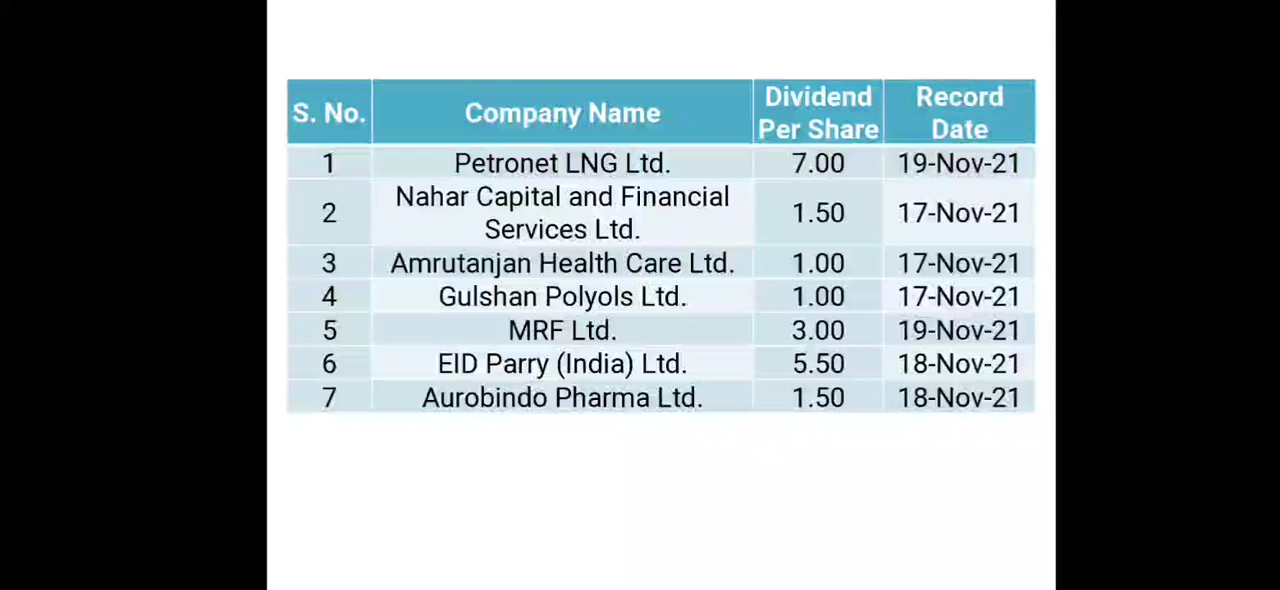 S. No. Company Name Dividend Per Share Record Date
1 Petronet LNG Ltd. 7.00 19-Nov-21
2 Nahar Capital and Financial Services Ltd. 1.50 17-Nov-21
3 Amrutanjan Health Care Ltd. 1.00 17-Nov-21
4 Gulshan Polyols Ltd. 1.00 17-Nov-21
5 MRF Ltd. 3.00 19-Nov-21
6 EID Parry (India) Ltd. 5.50 18-Nov-21
7 Aurobindo Pharma Ltd. 1.50 18-Nov-21